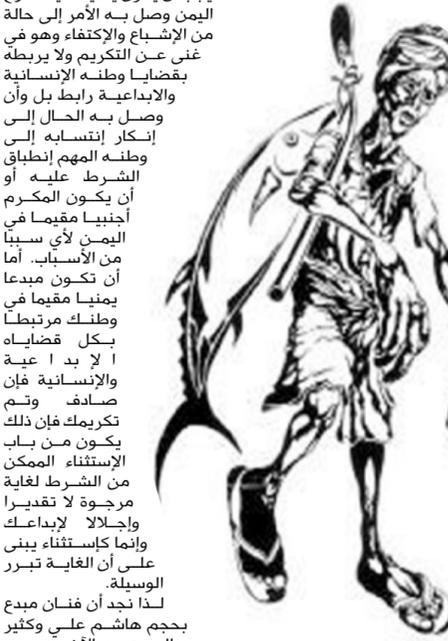 اليمن وصل بـه الأمر إلى حالة
من الإشباع والإكتفاء وهو في
غنى عـن التكريم ولا يربطه
بقضايـا وطنـه الإنسـانية
والابداعيـة رابط بل وأن
وصـل بـه الحـال إلـى
إنـكار إنتسـابه إلـى
وطنـه المهم إنطباق
الشـرط عليـه أو
أن يكـون المكـرم
أجنبيـا مقيمـا في
اليمـن لأي سـببا
من الأسـباب. أمـا
أن تكـون مبدعا
يمنيـا مقيما في
وطنـك مرتبطـا
بـكل قضايـاه
ا لإ بد ا عية
والإنسـانية فإن
صـادف وتـم
تكريمك فإن ذلك
يكـون مـن بـاب
الإستثناء الممكن
من الشـرط لغاية
مرجـوة لا تقديـرا
وإجـلالا لإبداعـك
وإنما كإسـتثناء يبنى
علـى أن الغايـة تبـرر
الوسيلة.
لـذا نجد أن فنـان مبدع
بحجم هاشـم علـي وكثير